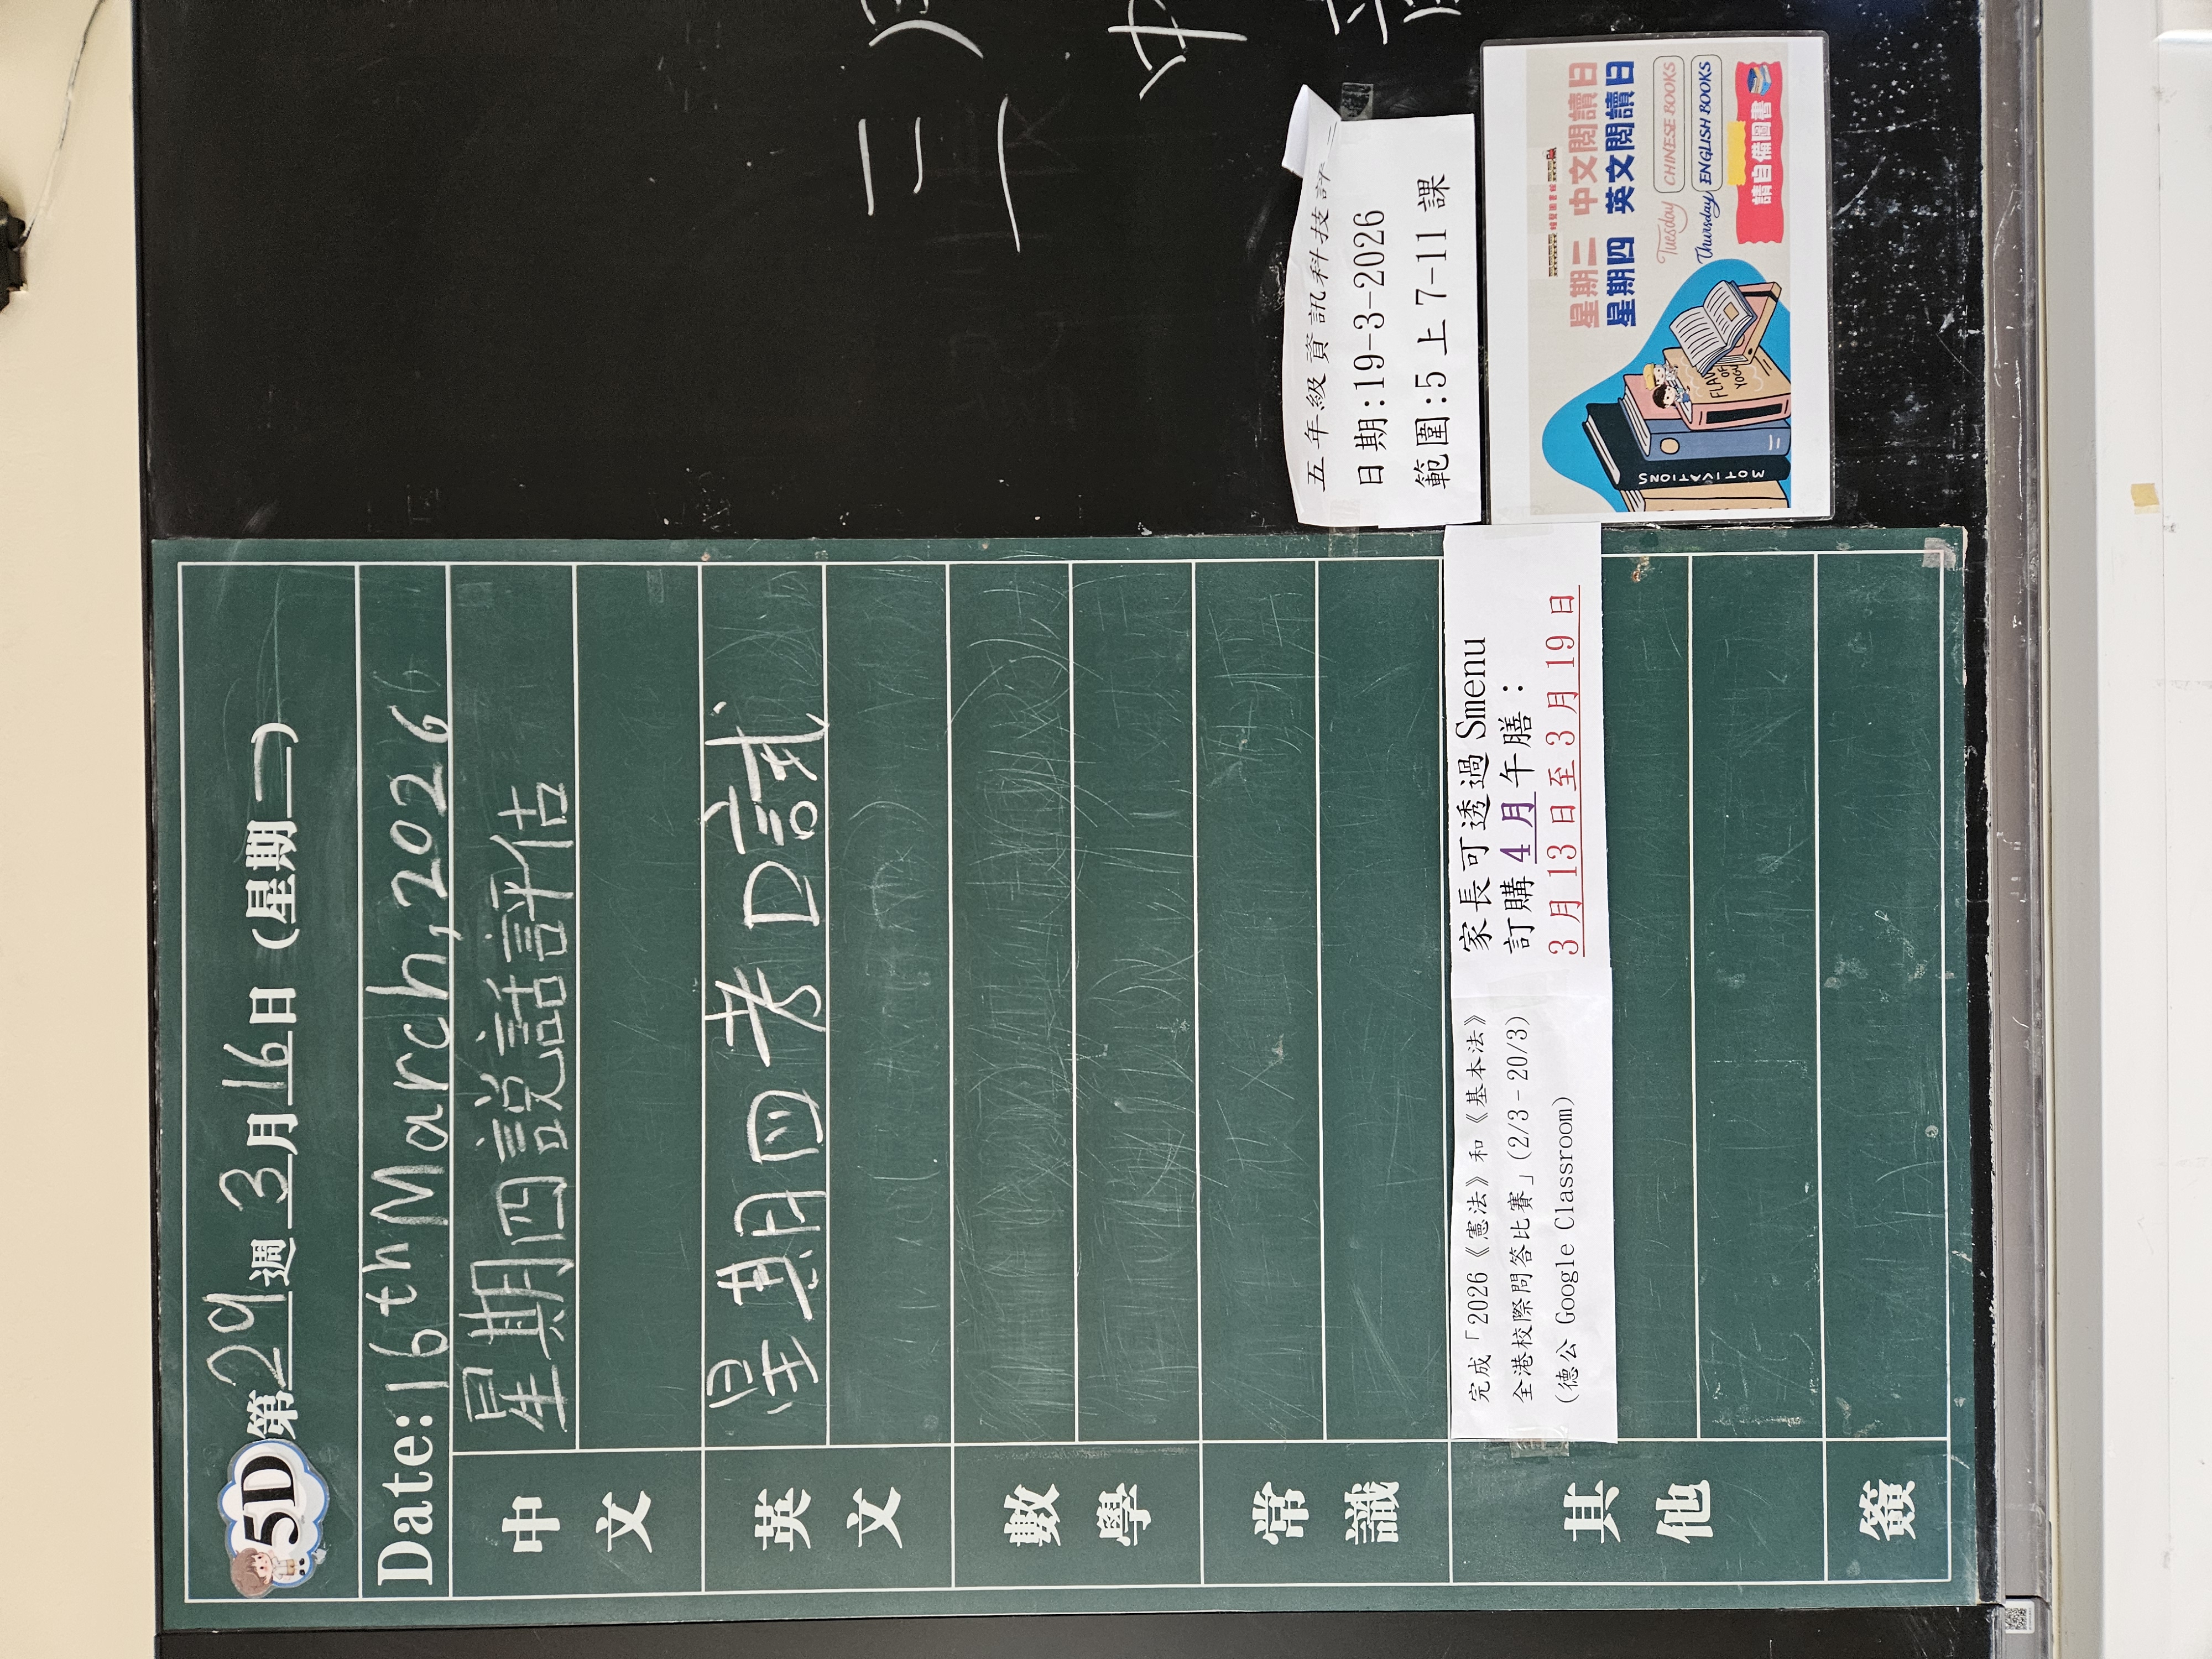 5D 第29週 3月16日 (星期二)
Date: 16th March, 2026
中文
星期四說話評估
英文
星期四考口試
數學
常識
其他
完成「2026《憲法》和《基本法》
全港校際問答比賽」(2/3-20/3)
(德公 Google Classroom)
家長可透過 Smenu
訂購 4月 午膳：
3月13日至3月19日
簽
五年級資訊科技評
日期:19-3-2026
範圍:5上7-11課
星期二 中文閱讀日
星期四 英文閱讀日
Tuesday CHINESE BOOKS
Thursday ENGLISH BOOKS
請自備圖書
MOTIVATIONS